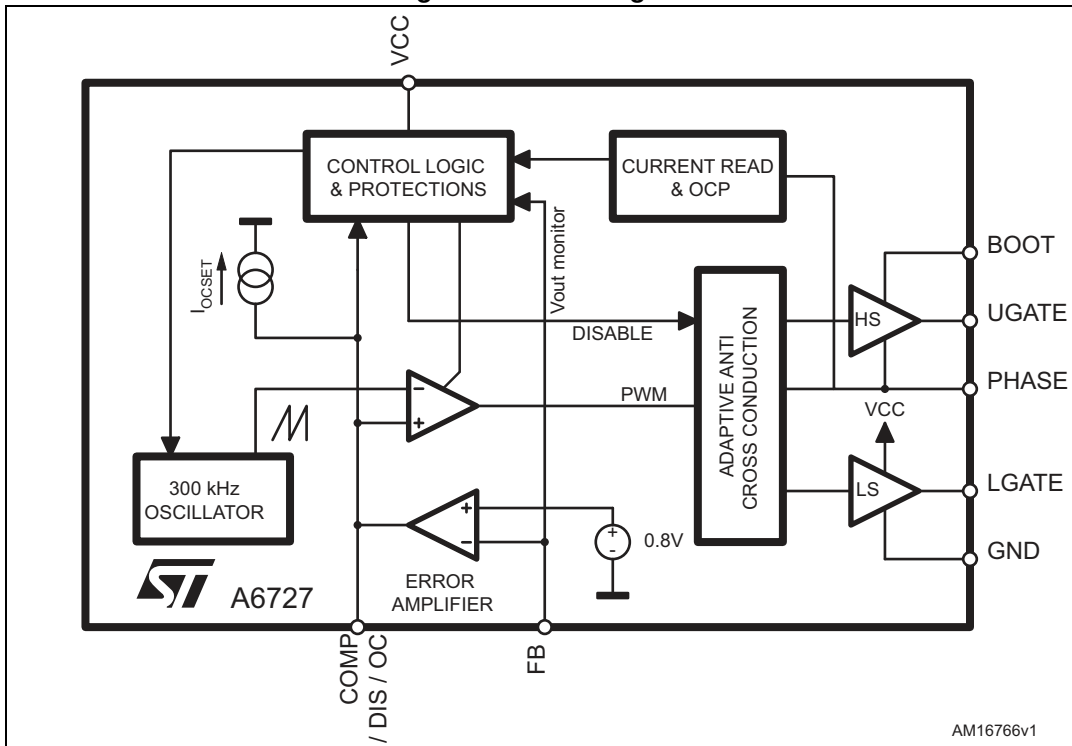 VCC
CONTROL LOGIC
& PROTECTIONS
CURRENT READ
& OCP
IOCSET
Vout monitor
DISABLE
ADAPTIVE ANTI
CROSS CONDUCTION
HS
BOOT
UGATE
PHASE
PWM
VCC
300 kHz
OSCILLATOR
LS
LGATE
GND
0.8V
ERROR
AMPLIFIER
ST
A6727
COMP
/ DIS / OC
FB
AM16766v1
-
+
+
-
+
-